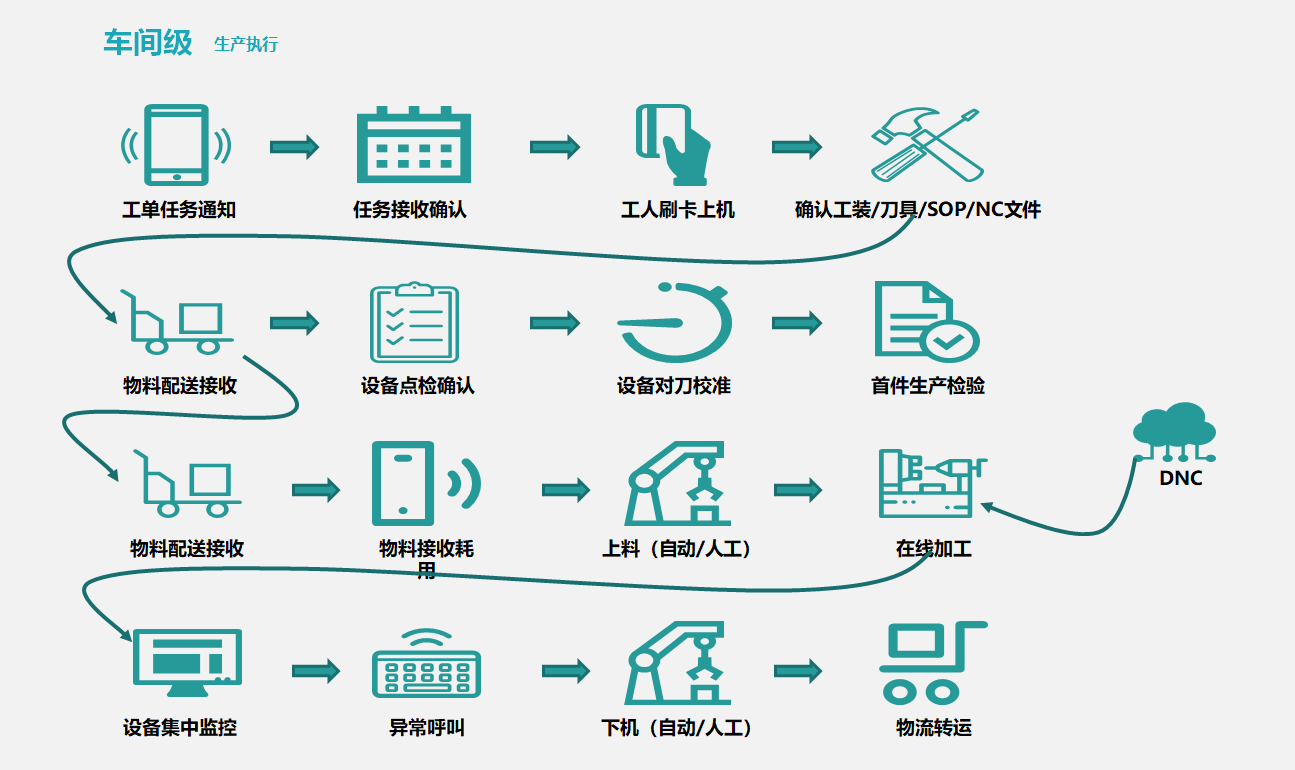 车间级 生产执行
工单任务通知
任务接收确认
工人刷卡上机
确认工装/刀具/SOP/NC文件
物料配送接收
设备点检确认
设备对刀校准
首件生产检验
DNC
物料配送接收
物料接收耗
用
上料（自动/人工）
在线加工
设备集中监控
异常呼叫
下机（自动/人工）
物流转运